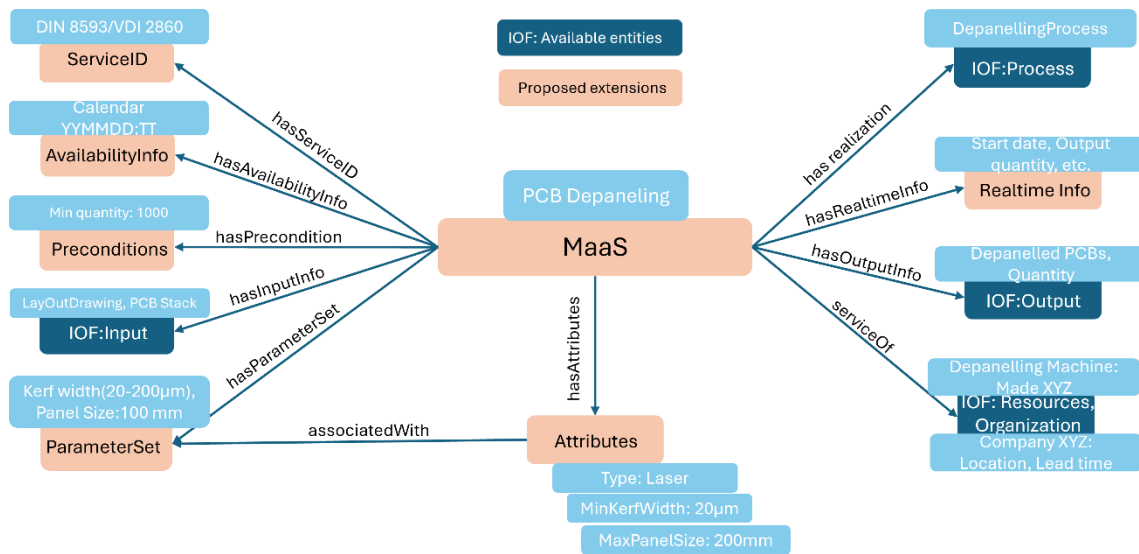 DIN 8593/VDI 2860
ServiceID
Calendar
YYMMDD:TT
AvailabilityInfo
Min quantity: 1000
Preconditions
LayOutDrawing, PCB Stack
IOF:Input
Kerf width(20-200µm),
Panel Size:100 mm
ParameterSet
IOF: Available entities
Proposed extensions
hasServiceID
hasAvailabilityInfo
hasPrecondition
hasInputInfo
hasParameterSet
PCB Depaneling
MaaS
hasAttributes
associatedWith
Attributes
Type: Laser
MinKerfWidth: 20µm
MaxPanelSize: 200mm
has realization
hasRealtimeInfo
hasOutputInfo
serviceOf
DepanellingProcess
IOF:Process
Start date, Output
quantity, etc.
Realtime Info
Depanelled PCBs,
Quantity
IOF:Output
Depanelling Machine:
Made XYZ
IOF: Resources,
Organization
Company XYZ:
Location, Lead time